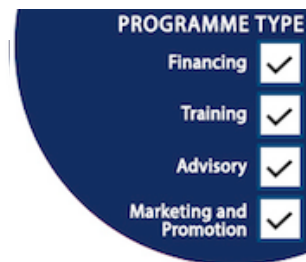 PROGRAMME TYPE
Financing
Training
Advisory
Marketing and
Promotion